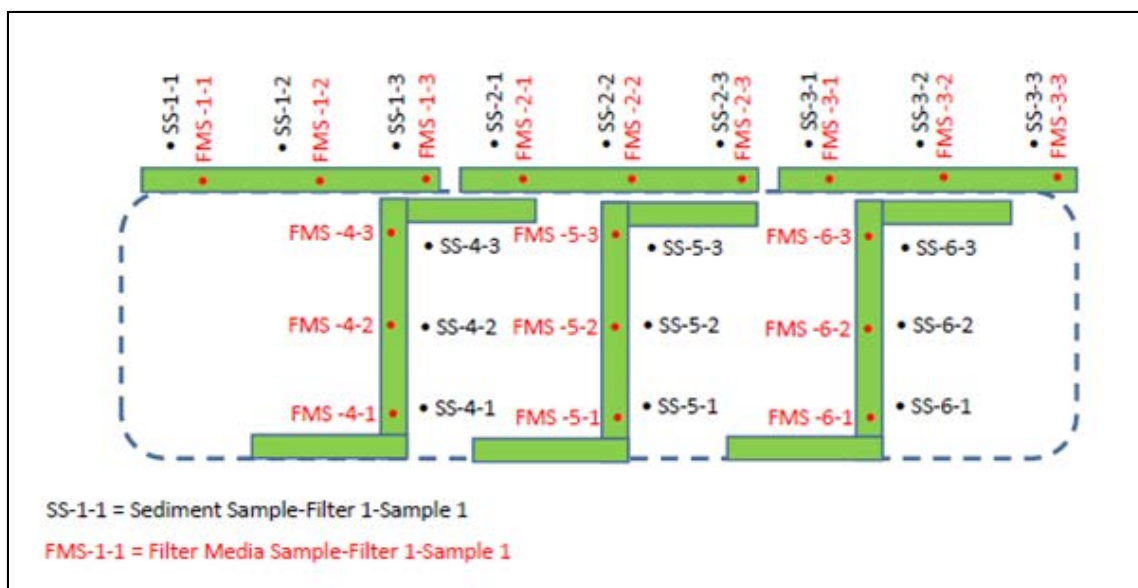 • SS-1-1
FMS -1-1
• SS-1-2
FMS -1-2
• SS-1-3
FMS -1-3
• SS-2-1
FMS -2-1
• SS-2-2
FMS -2-2
• SS-2-3
FMS -2-3
• SS-3-1
FMS -3-1
• SS-3-2
FMS -3-2
• SS-3-3
FMS -3-3
FMS -4-3
• SS-4-3
FMS -5-3
• SS-5-3
FMS -6-3
• SS-6-3
FMS -4-2
• SS-4-2
FMS -5-2
• SS-5-2
FMS -6-2
• SS-6-2
FMS -4-1
• SS-4-1
FMS -5-1
• SS-5-1
FMS -6-1
• SS-6-1
SS-1-1 = Sediment Sample-Filter 1-Sample 1
FMS-1-1 = Filter Media Sample-Filter 1-Sample 1